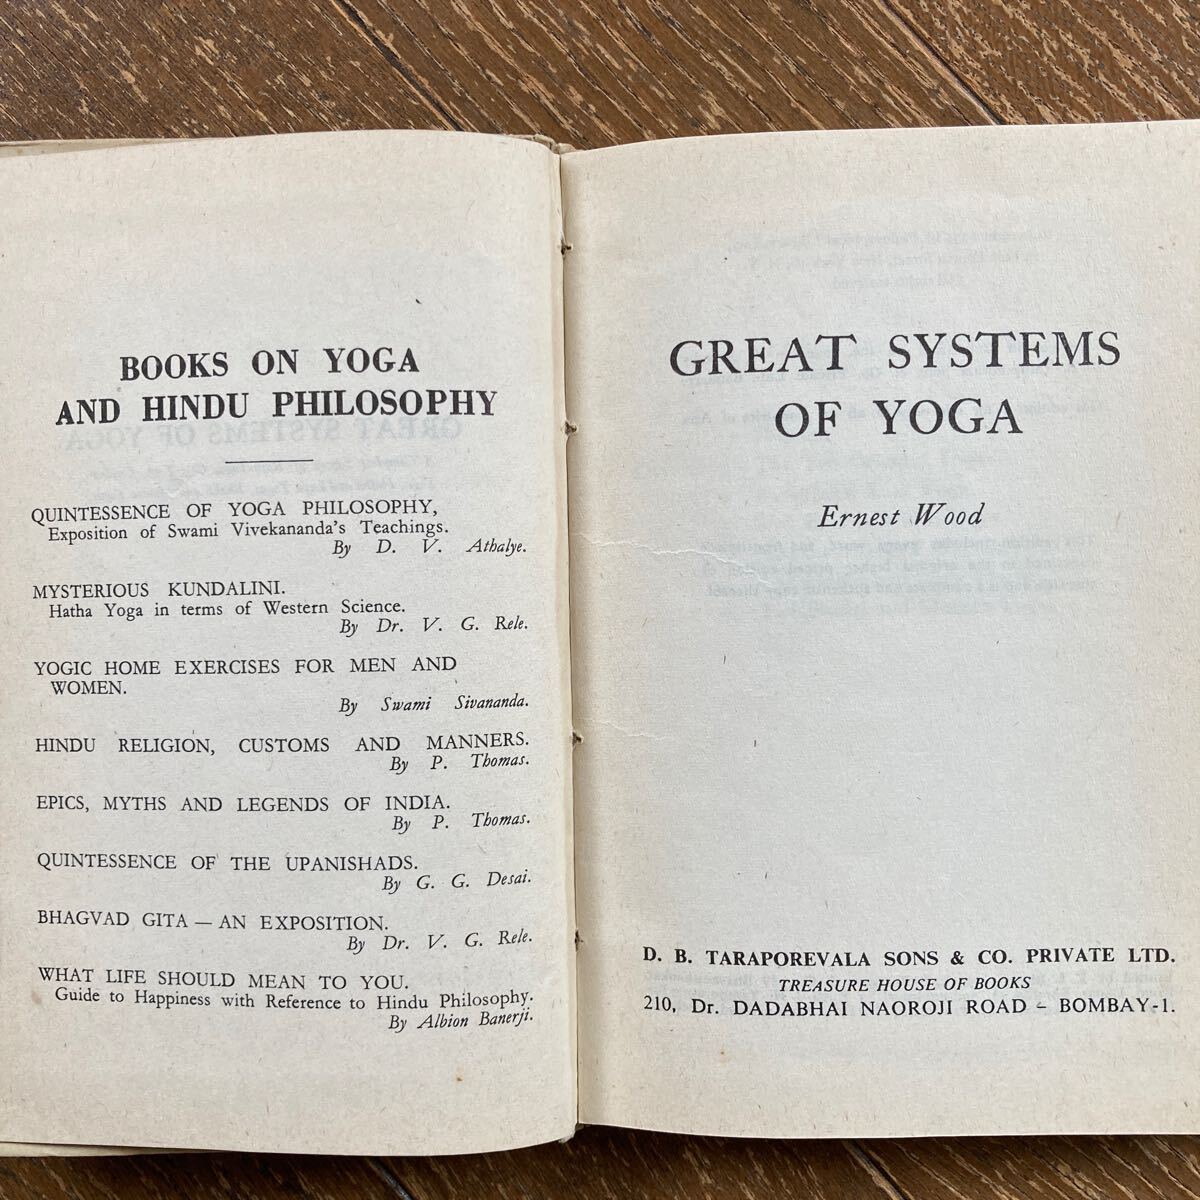 BOOKS ON YOGA
AND HINDU PHILOSOPHY
QUINTESSENCE OF YOGA PHILOSOPHY,
Exposition of Swami Vivekananda's Teachings.
By D. V. Athalye.
MYSTERIOUS KUNDALINI.
Hatha Yoga in terms of Western Science.
By Dr. V. G. Rele.
YOGIC HOME EXERCISES FOR MEN AND
WOMEN.
By Swami Sivananda.
HINDU RELIGION, CUSTOMS AND MANNERS.
By P. Thomas.
EPICS, MYTHS AND LEGENDS OF INDIA.
By P. Thomas.
QUINTESSENCE OF THE UPANISHADS.
By G. G. Desai.
BHAGVAD GITA — AN EXPOSITION.
By Dr. V. G. Rele.
WHAT LIFE SHOULD MEAN TO YOU.
Guide to Happiness with Reference to Hindu Philosophy.
By Albion Banerji.
GREAT SYSTEMS
OF YOGA
Ernest Wood
D. B. TARAPOREVALA SONS & CO. PRIVATE LTD.
TREASURE HOUSE OF BOOKS
210, Dr. DADABHAI NAOROJI ROAD – BOMBAY-1.